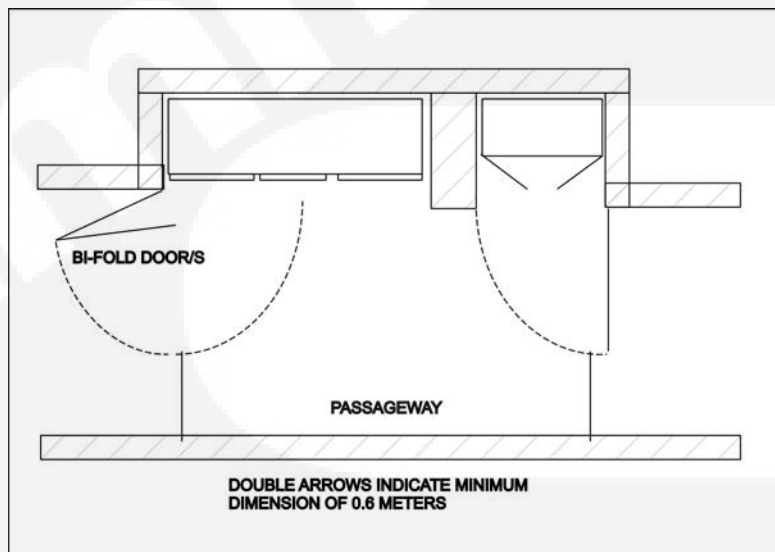 BI-FOLD DOOR/S
PASSAGEWAY
DOUBLE ARROWS INDICATE MINIMUM
DIMENSION OF 0.6 METERS